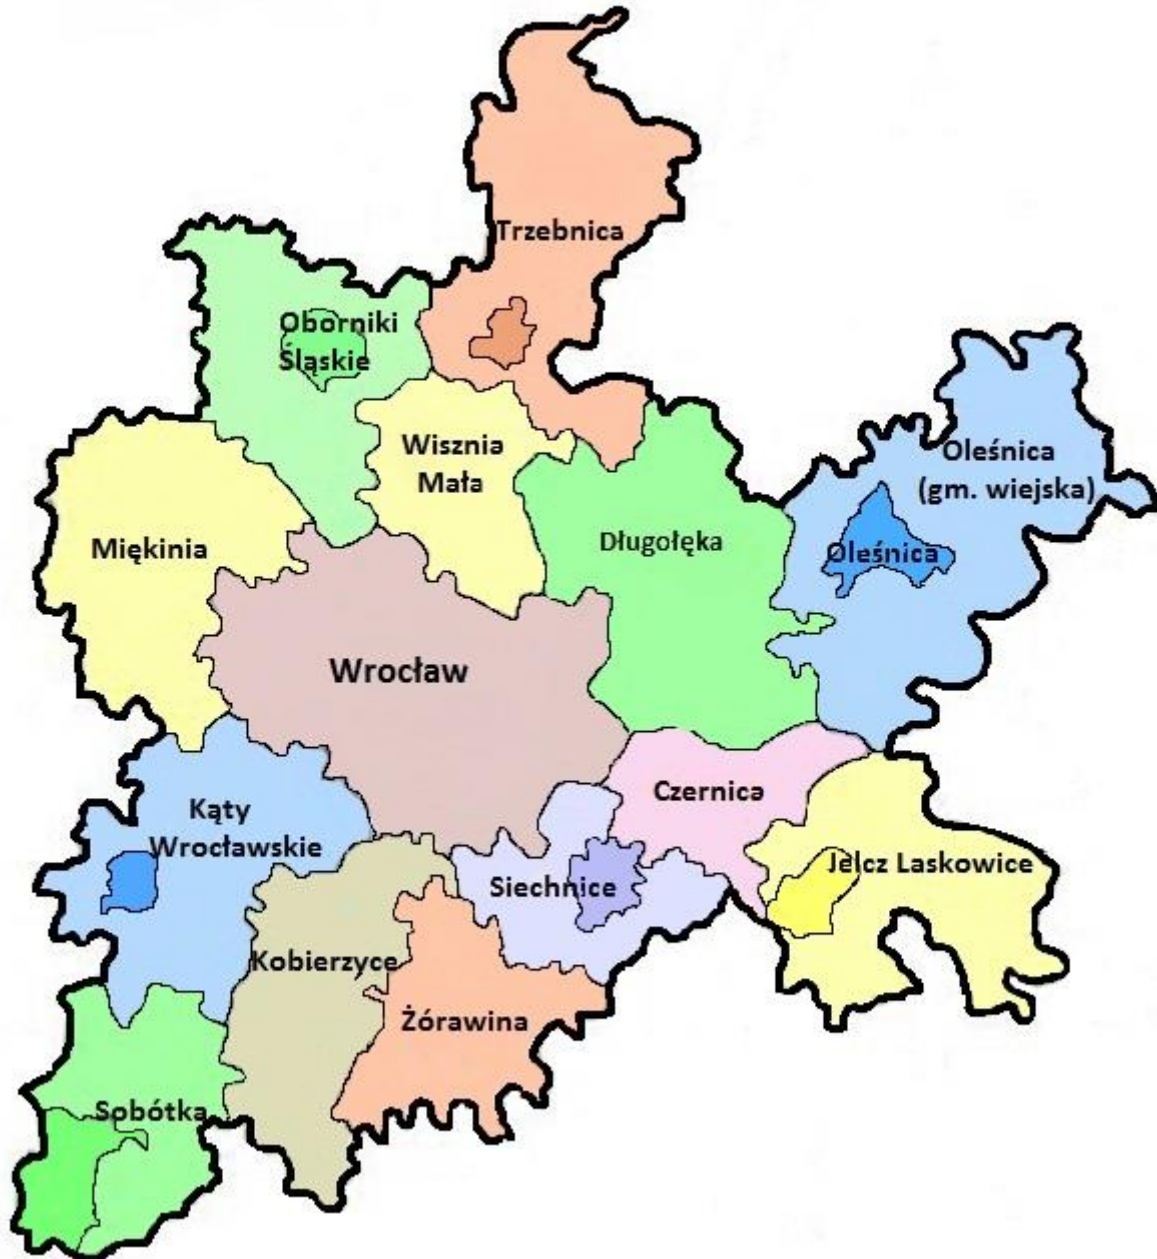 Trzebnica
Oborniki
Śląskie
Wisznia
Mała
Oleśnica
(gm. wiejska)
Miękinia
Długołęka
Oleśnica
Wrocław
Czernica
Kąty
Wrocławskie
Jelcz Laskowice
Siechnice
Kobierzyce
Żórawina
Sobótka